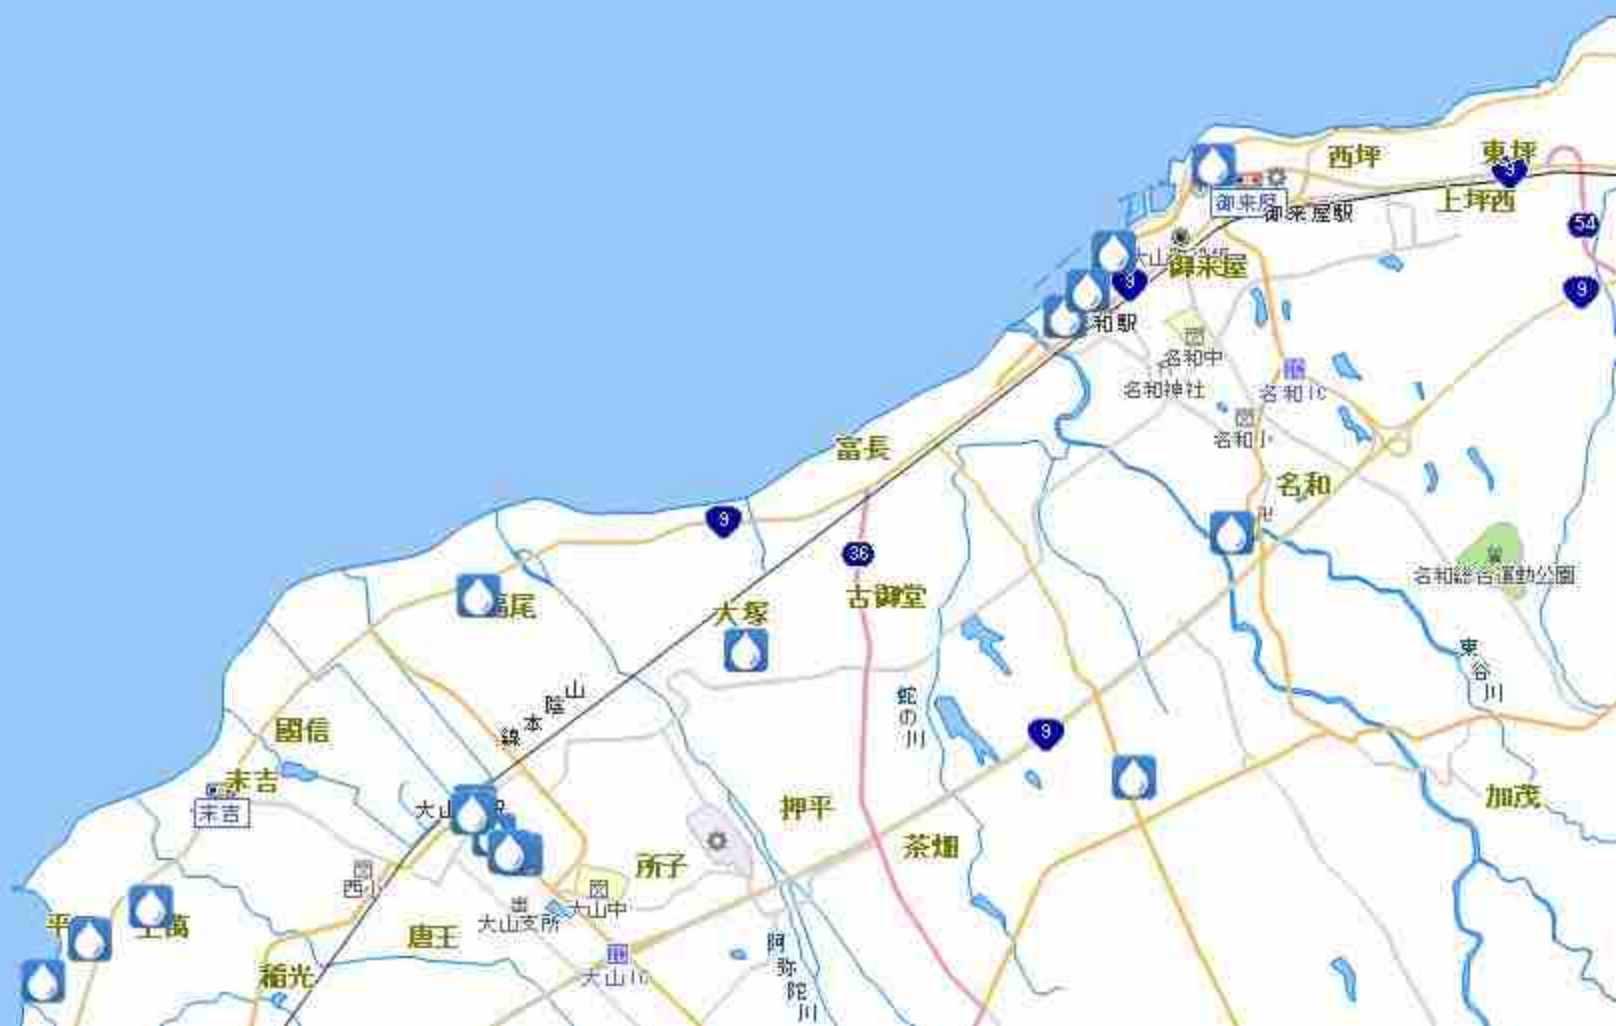 西坪
東坪
9
上坪西
54
御来屋
御来屋駅
御来屋
9
9
和駅
名和中
名和神社
名和IC
名和小
富長
名和
9
36
名和総合運動公園
大塚
古御堂
尾
東谷川
山陰本線
蛇の川
國信
9
末吉
末吉
大山
加茂
押平
茶畑
所子
西小
大山中
大山支所
平
上萬
唐王
稲光
大山IC
阿弥陀川